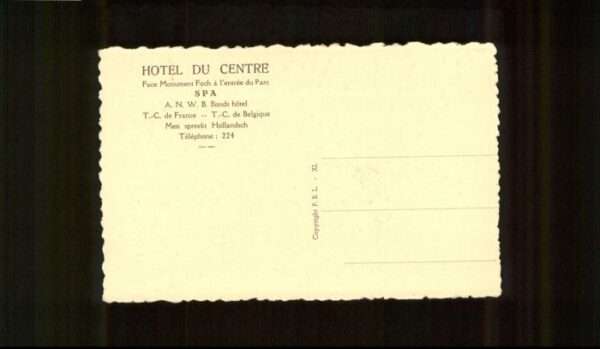 HOTEL DU CENTRE
Face Monument Foch à l'entrée du Parc
SPA
A. N. W. B. Bonds hôtel
T.-C. de France -- T.-C. de Belgique
Men spreekt Hollandsch
Téléphone : 224
Copyright F. S. L. - XL